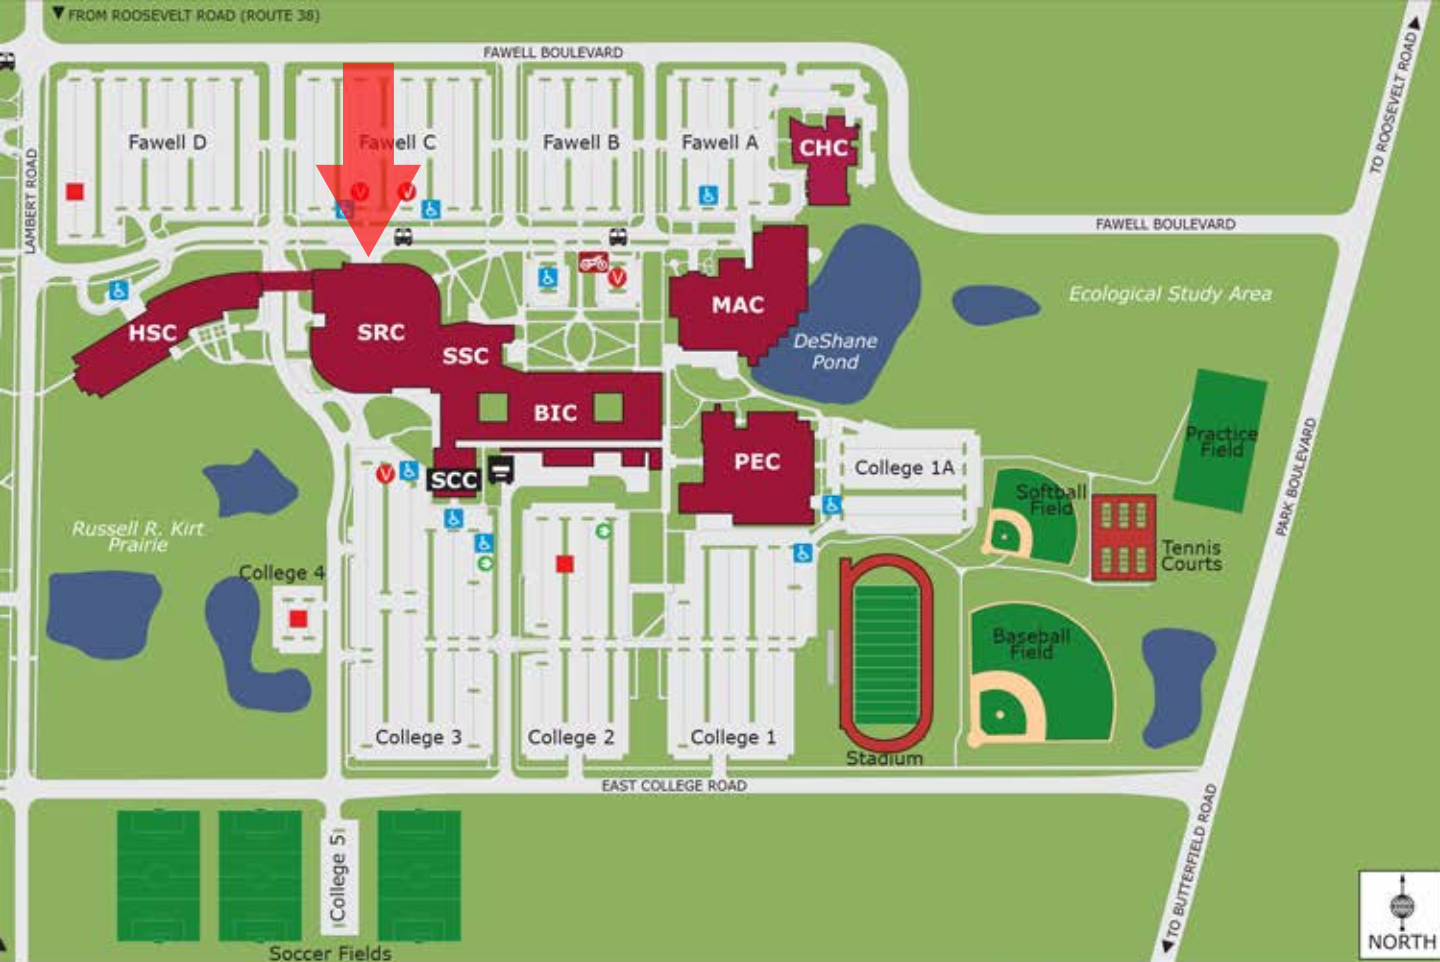 ▼FROM ROOSEVELT ROAD (ROUTE 38)
FAWELL BOULEVARD
TO ROOSEVELT ROAD▲
LAMBERT ROAD
Fawell D
Fawell C
Fawell B
Fawell A
CHC
V
V
FAWELL BOULEVARD
V
HSC
SRC
SSC
MAC
DeShane
Pond
Ecological Study Area
BIC
PEC
College 1A
Practice
Field
PARK BOULEVARD
V
SCC
Softball
Field
Tennis
Courts
Russell R. Kirt
Prairie
College 4
Baseball
Field
College 3
College 2
College 1
Stadium
EAST COLLEGE ROAD
College 5
Soccer Fields
◀TO BUTTERFIELD ROAD
NORTH